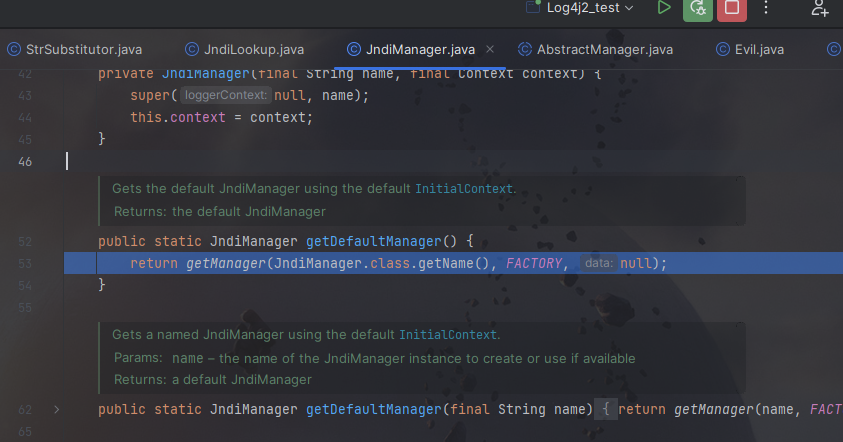 Log4j2_test
StrSubstitutor.java JndiLookup.java JndiManager.java AbstractManager.java Evil.java
42 private JndiManager(final String name, final Context context) {
43 super(loggerContext: null, name);
44 this.context = context;
45 }
46
Gets the default JndiManager using the default InitialContext.
Returns: the default JndiManager
52 public static JndiManager getDefaultManager() {
53 return getManager(JndiManager.class.getName(), FACTORY, data: null);
54 }
55
Gets a named JndiManager using the default InitialContext.
Params: name – the name of the JndiManager instance to create or use if available
Returns: a default JndiManager
62 public static JndiManager getDefaultManager(final String name) { return getManager(name, FACT
65